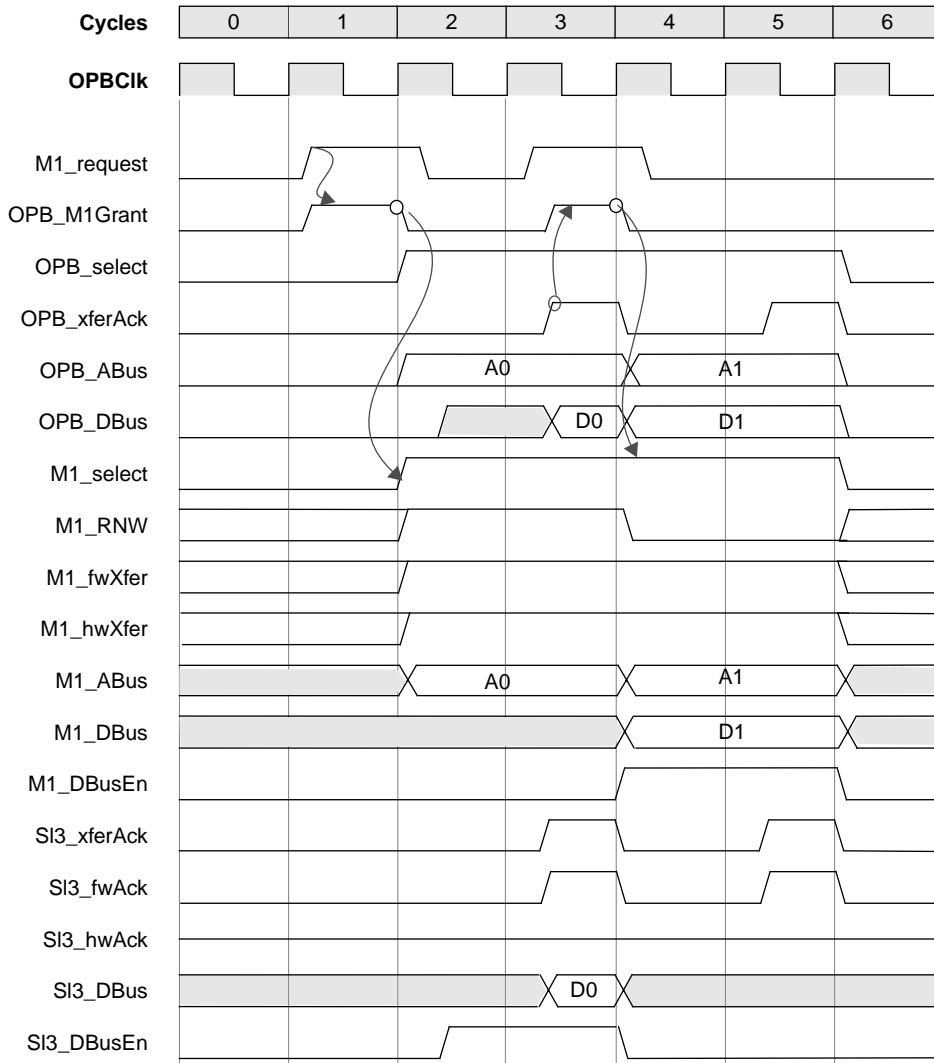 Cycles 0 1 2 3 4 5 6
OPBClk
M1_request
OPB_M1Grant
OPB_select
OPB_xferAck
OPB_ABus A0 A1
OPB_DBus D0 D1
M1_select
M1_RNW
M1_fwXfer
M1_hwXfer
M1_ABus A0 A1
M1_DBus D1
M1_DBusEn
Sl3_xferAck
Sl3_fwAck
Sl3_hwAck
Sl3_DBus D0
Sl3_DBusEn